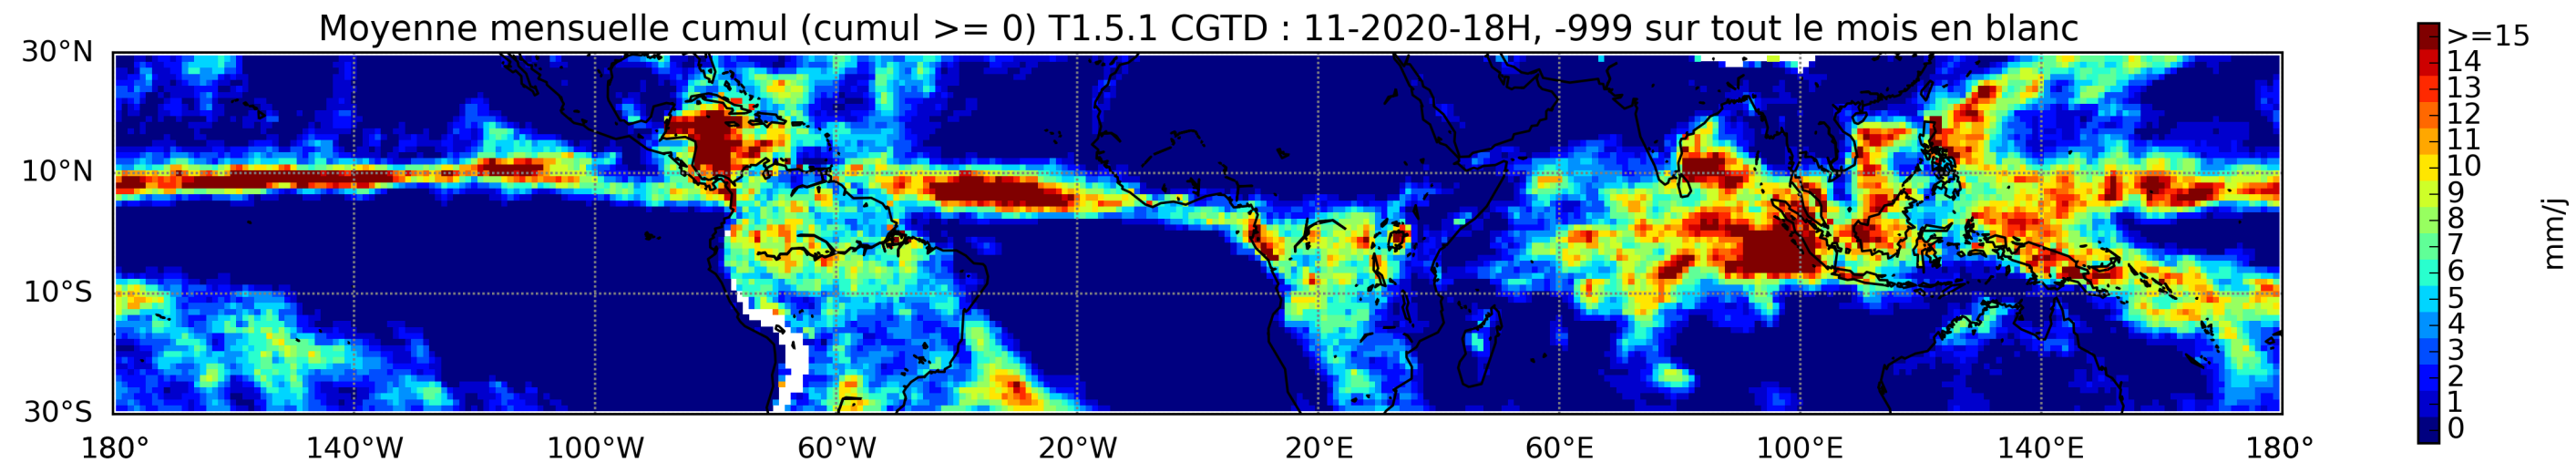 Moyenne mensuelle cumul (cumul >= 0) T1.5.1 CGTD : 11-2020-18H, -999 sur tout le mois en blanc
30°N
10°N
10°S
30°S
180° 140°W 100°W 60°W 20°W 20°E 60°E 100°E 140°E 180°
>=15
14
13
12
11
10
9
8
7
6
5
4
3
2
1
0
mm/j